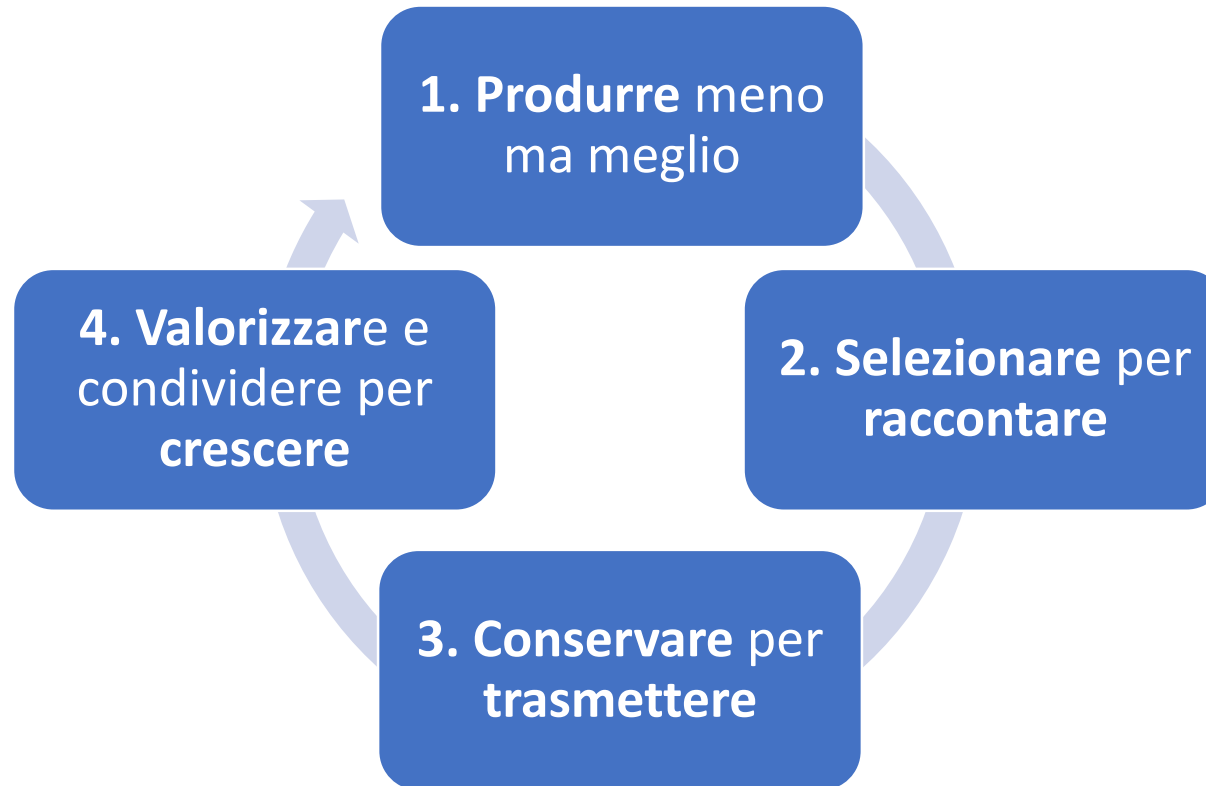 1. Produrre meno
ma meglio
2. Selezionare per
raccontare
3. Conservare per
trasmettere
4. Valorizzare e
condividere per
crescere